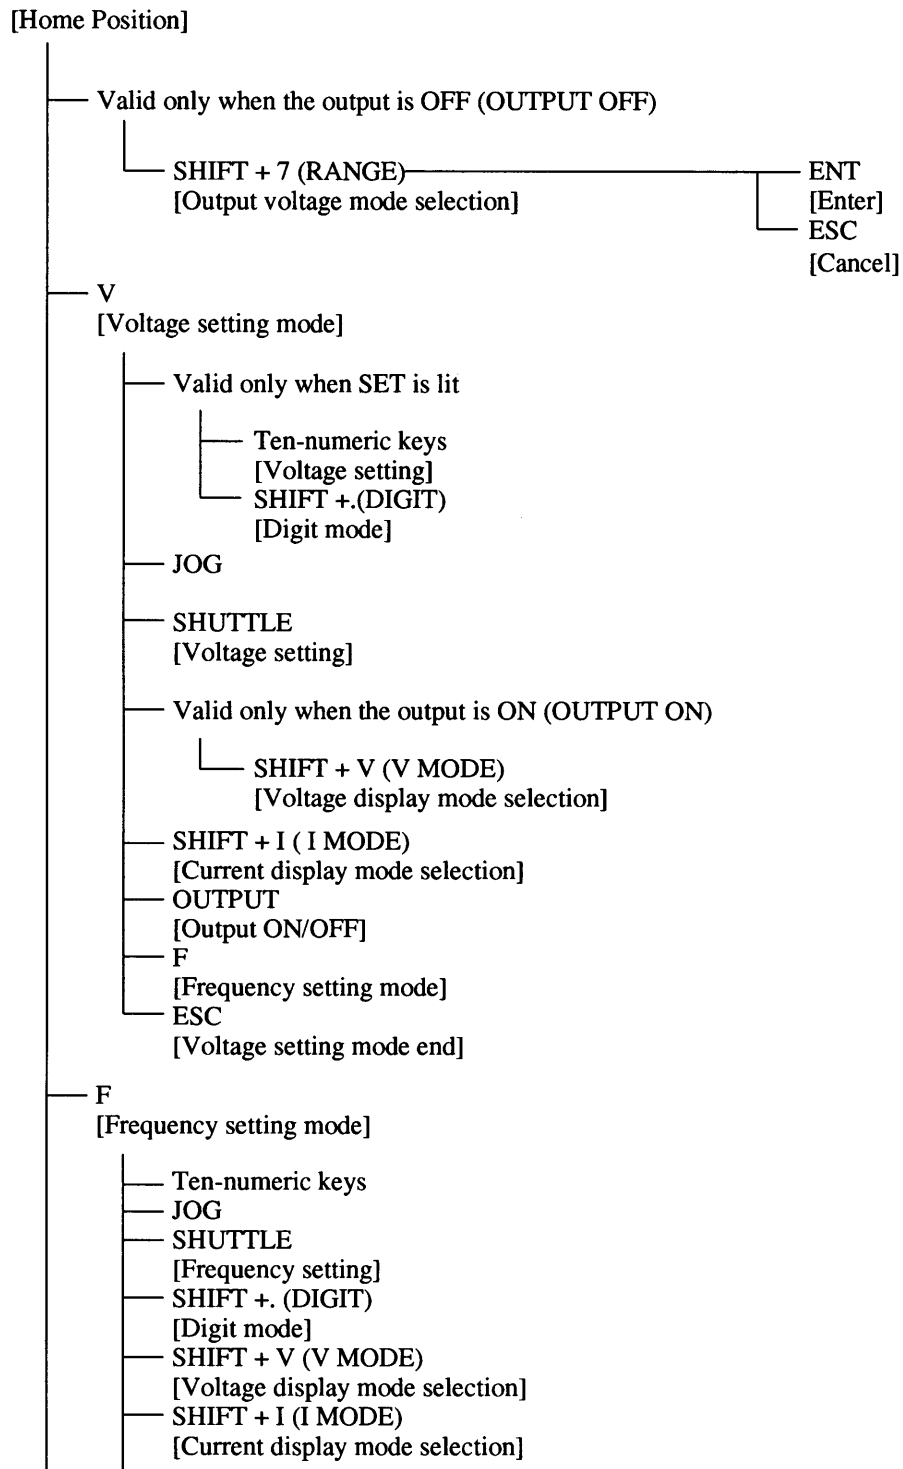 [Home Position]
Valid only when the output is OFF (OUTPUT OFF)
SHIFT + 7 (RANGE)
[Output voltage mode selection]
ENT
[Enter]
ESC
[Cancel]
V
[Voltage setting mode]
Valid only when SET is lit
Ten-numeric keys
[Voltage setting]
SHIFT +.(DIGIT)
[Digit mode]
JOG
SHUTTLE
[Voltage setting]
Valid only when the output is ON (OUTPUT ON)
SHIFT + V (V MODE)
[Voltage display mode selection]
SHIFT + I ( I MODE)
[Current display mode selection]
OUTPUT
[Output ON/OFF]
F
[Frequency setting mode]
ESC
[Voltage setting mode end]
F
[Frequency setting mode]
Ten-numeric keys
JOG
SHUTTLE
[Frequency setting]
SHIFT +. (DIGIT)
[Digit mode]
SHIFT + V (V MODE)
[Voltage display mode selection]
SHIFT + I (I MODE)
[Current display mode selection]